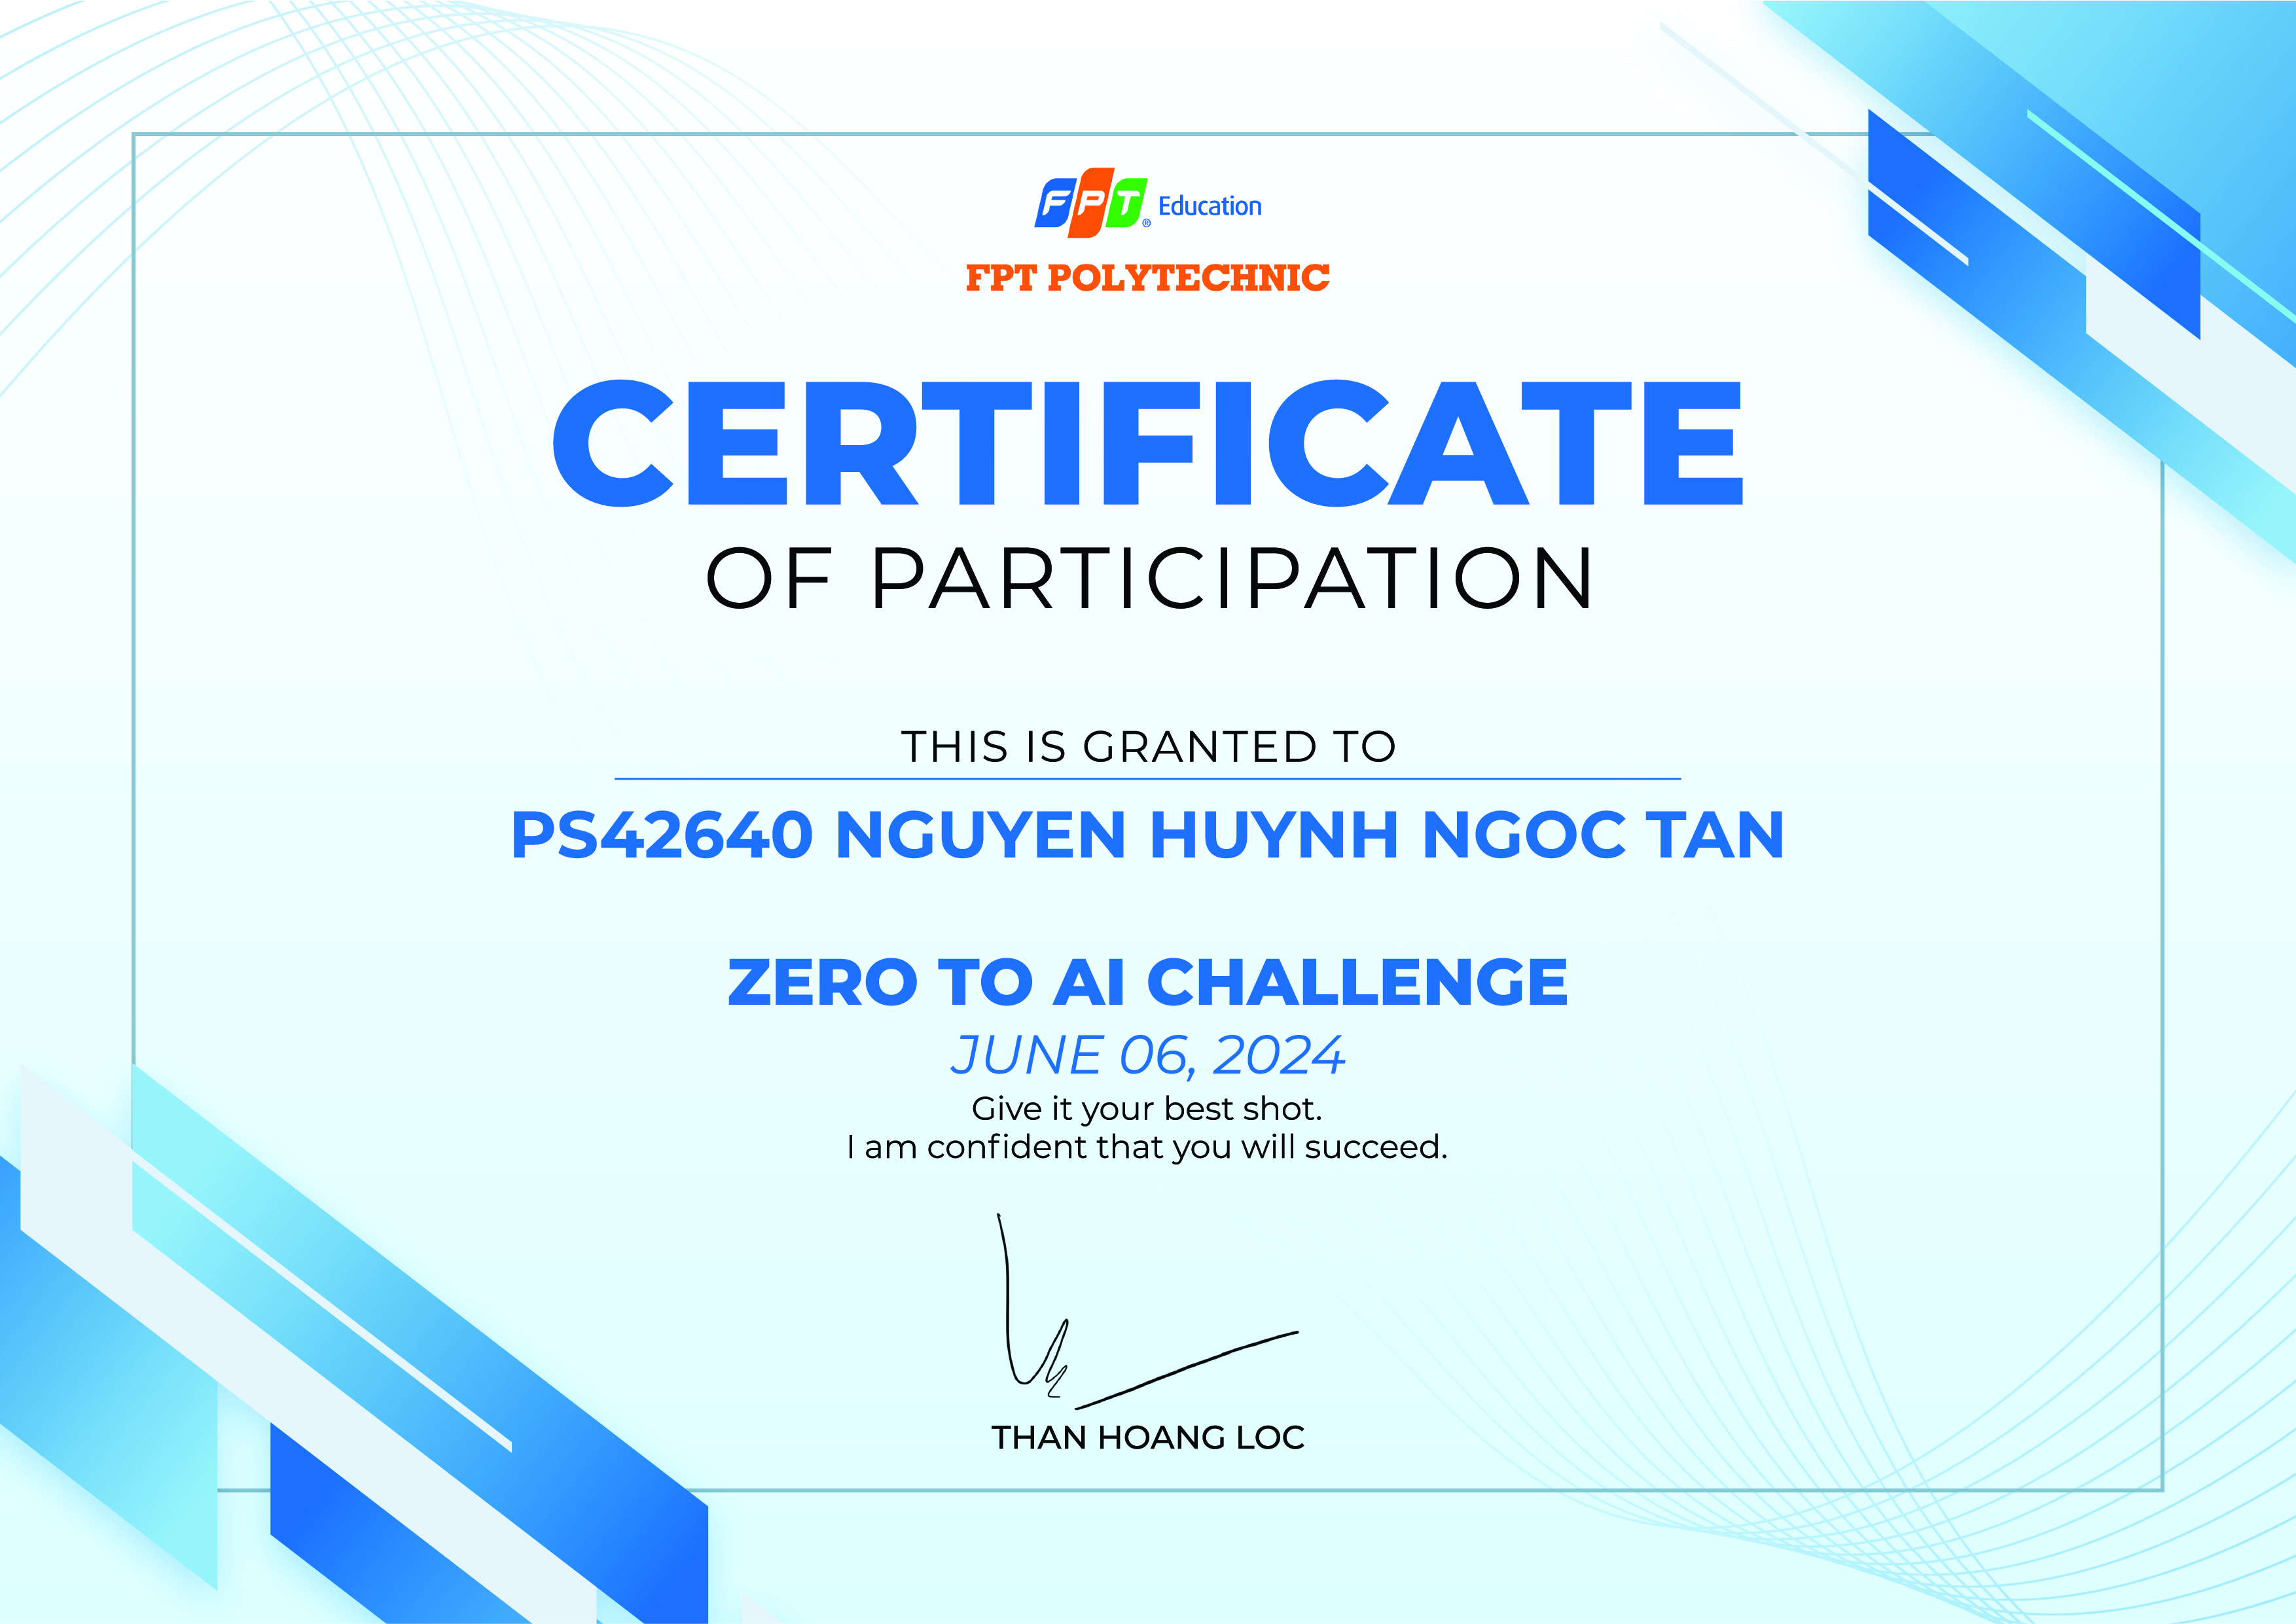 FPT® Education
FPT POLYTECHNIC
CERTIFICATE
OF PARTICIPATION
THIS IS GRANTED TO
PS42640 NGUYEN HUYNH NGOC TAN
ZERO TO AI CHALLENGE
JUNE 06, 2024
Give it your best shot.
I am confident that you will succeed.
THAN HOANG LOC